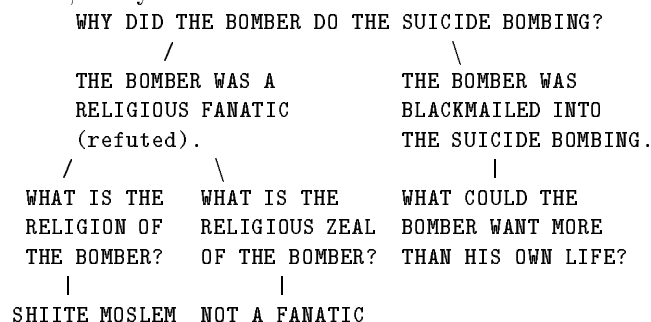 WHY DID THE BOMBER DO THE SUICIDE BOMBING?
/ \
THE BOMBER WAS A THE BOMBER WAS
RELIGIOUS FANATIC BLACKMAILED INTO
(refuted). THE SUICIDE BOMBING.
/ \ |
WHAT IS THE WHAT IS THE WHAT COULD THE
RELIGION OF RELIGIOUS ZEAL BOMBER WANT MORE
THE BOMBER? OF THE BOMBER? THAN HIS OWN LIFE?
| |
SHIITE MOSLEM NOT A FANATIC